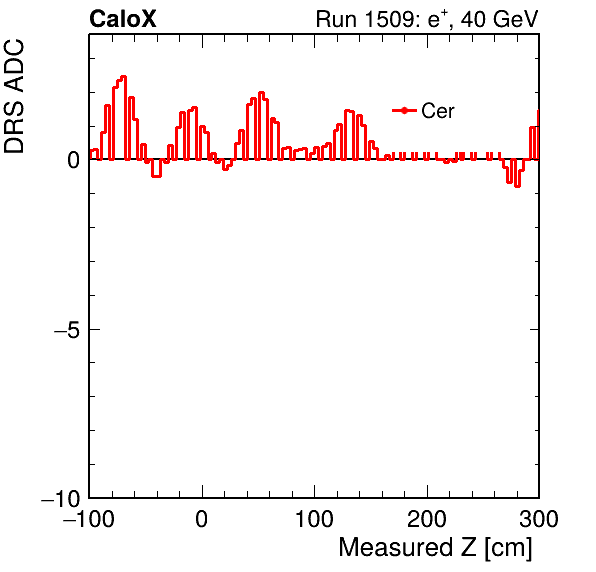 CaloX Run 1509: e⁺, 40 GeV
DRS ADC
Cer
0
−5
−10
−100 0 100 200 300
Measured Z [cm]